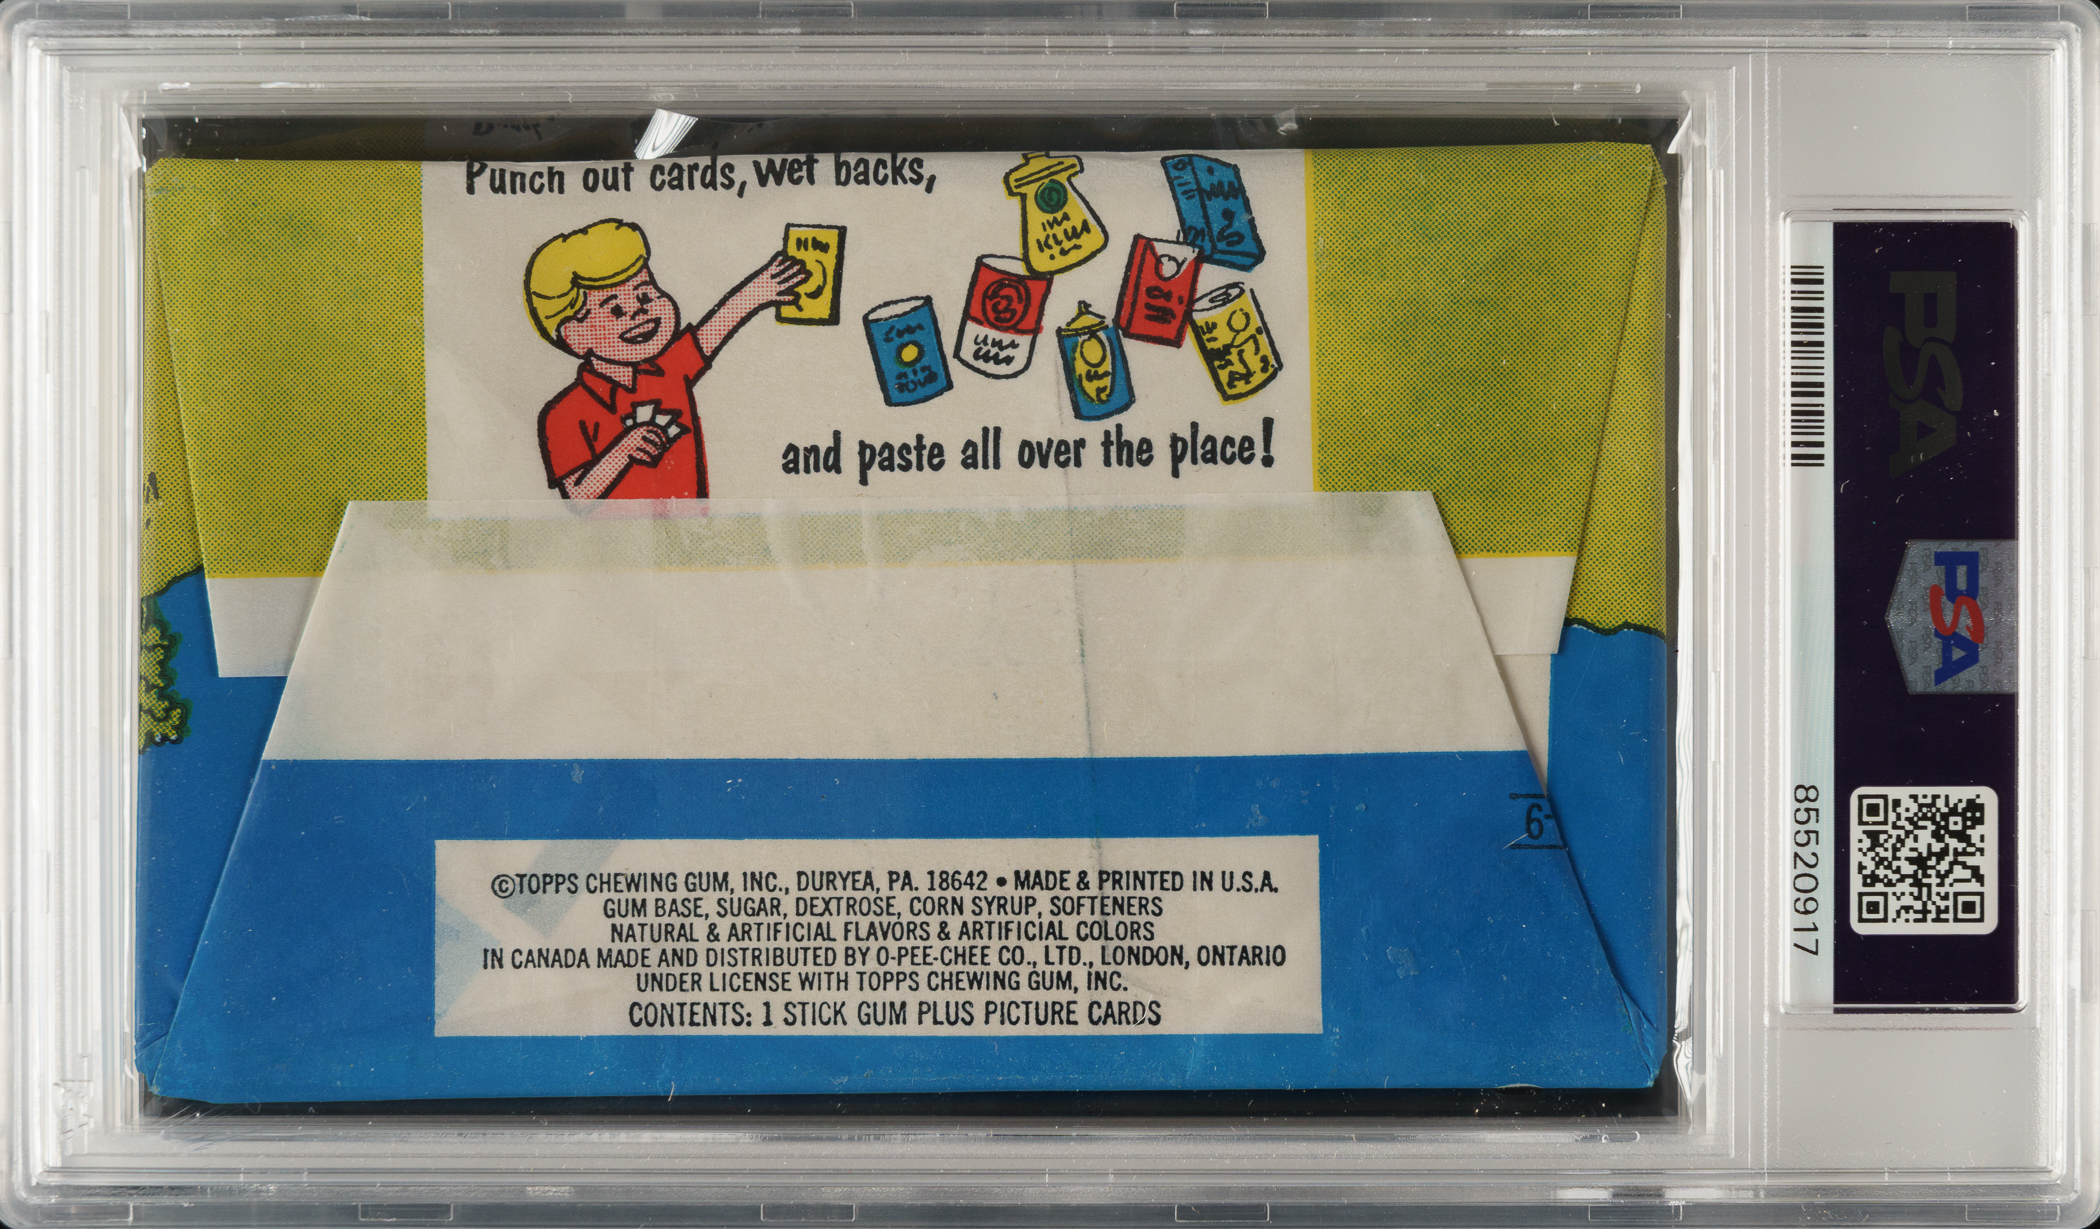 Punch out cards, wet backs,
and paste all over the place!
6-
©TOPPS CHEWING GUM, INC., DURYEA, PA. 18642 • MADE & PRINTED IN U.S.A.
GUM BASE, SUGAR, DEXTROSE, CORN SYRUP, SOFTENERS
NATURAL & ARTIFICIAL FLAVORS & ARTIFICIAL COLORS
IN CANADA MADE AND DISTRIBUTED BY O-PEE-CHEE CO., LTD., LONDON, ONTARIO
UNDER LICENSE WITH TOPPS CHEWING GUM, INC.
CONTENTS: 1 STICK GUM PLUS PICTURE CARDS
PSA
PSA
85520917